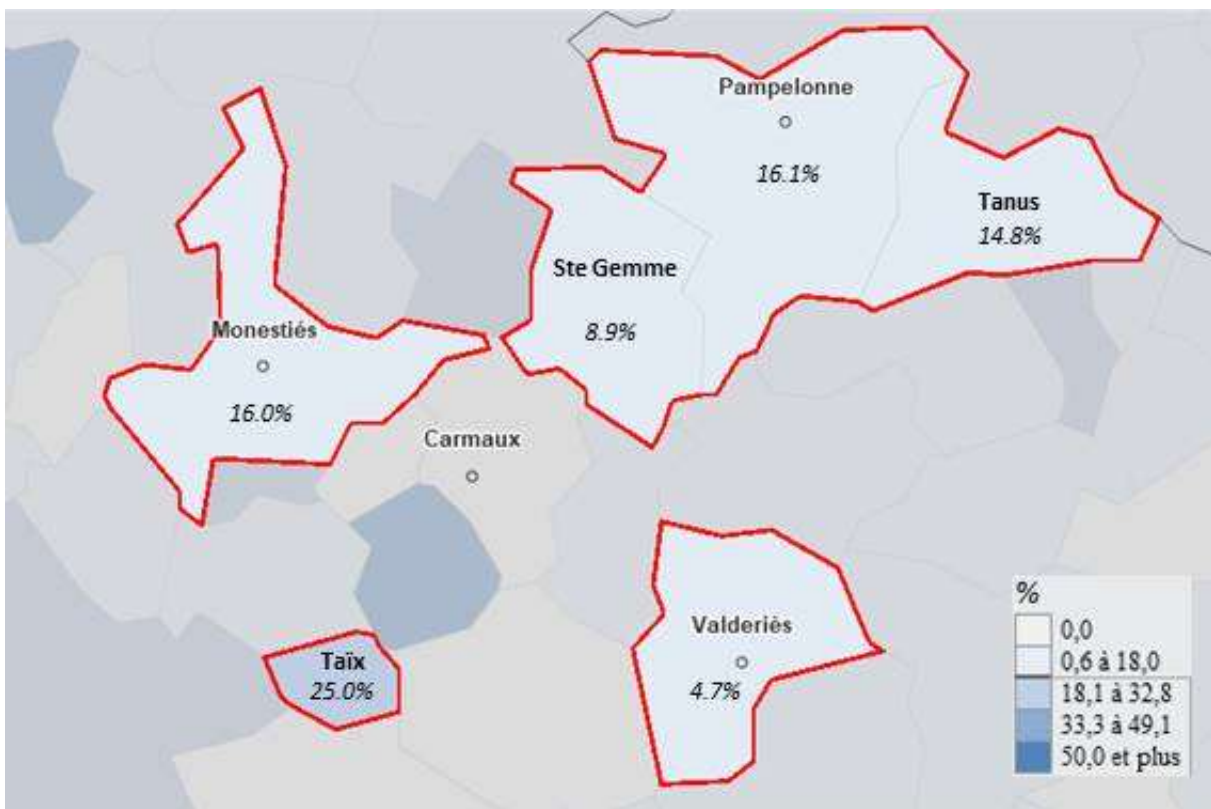 Pampelonne
16.1%
Tanus
14.8%
Ste Gemme
8.9%
Monestiés
16.0%
Carmaux
Valderiès
4.7%
Taïx
25.0%
%
0,0
0,6 à 18,0
18,1 à 32,8
33,3 à 49,1
50,0 et plus